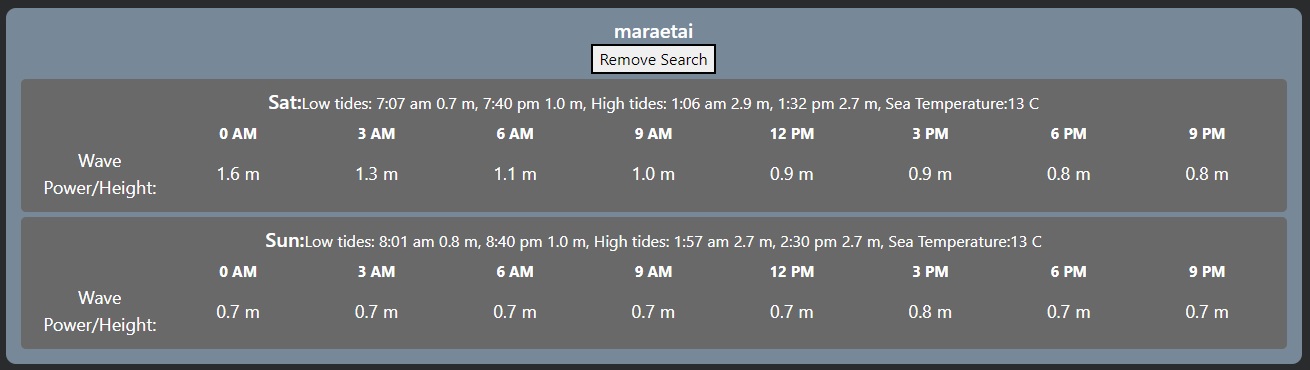 maraetai
Remove Search
Sat:Low tides: 7:07 am 0.7 m, 7:40 pm 1.0 m, High tides: 1:06 am 2.9 m, 1:32 pm 2.7 m, Sea Temperature:13 C
0 AM 3 AM 6 AM 9 AM 12 PM 3 PM 6 PM 9 PM
Wave
Power/Height:
1.6 m 1.3 m 1.1 m 1.0 m 0.9 m 0.9 m 0.8 m 0.8 m
Sun:Low tides: 8:01 am 0.8 m, 8:40 pm 1.0 m, High tides: 1:57 am 2.7 m, 2:30 pm 2.7 m, Sea Temperature:13 C
0 AM 3 AM 6 AM 9 AM 12 PM 3 PM 6 PM 9 PM
Wave
Power/Height:
0.7 m 0.7 m 0.7 m 0.7 m 0.7 m 0.8 m 0.7 m 0.7 m